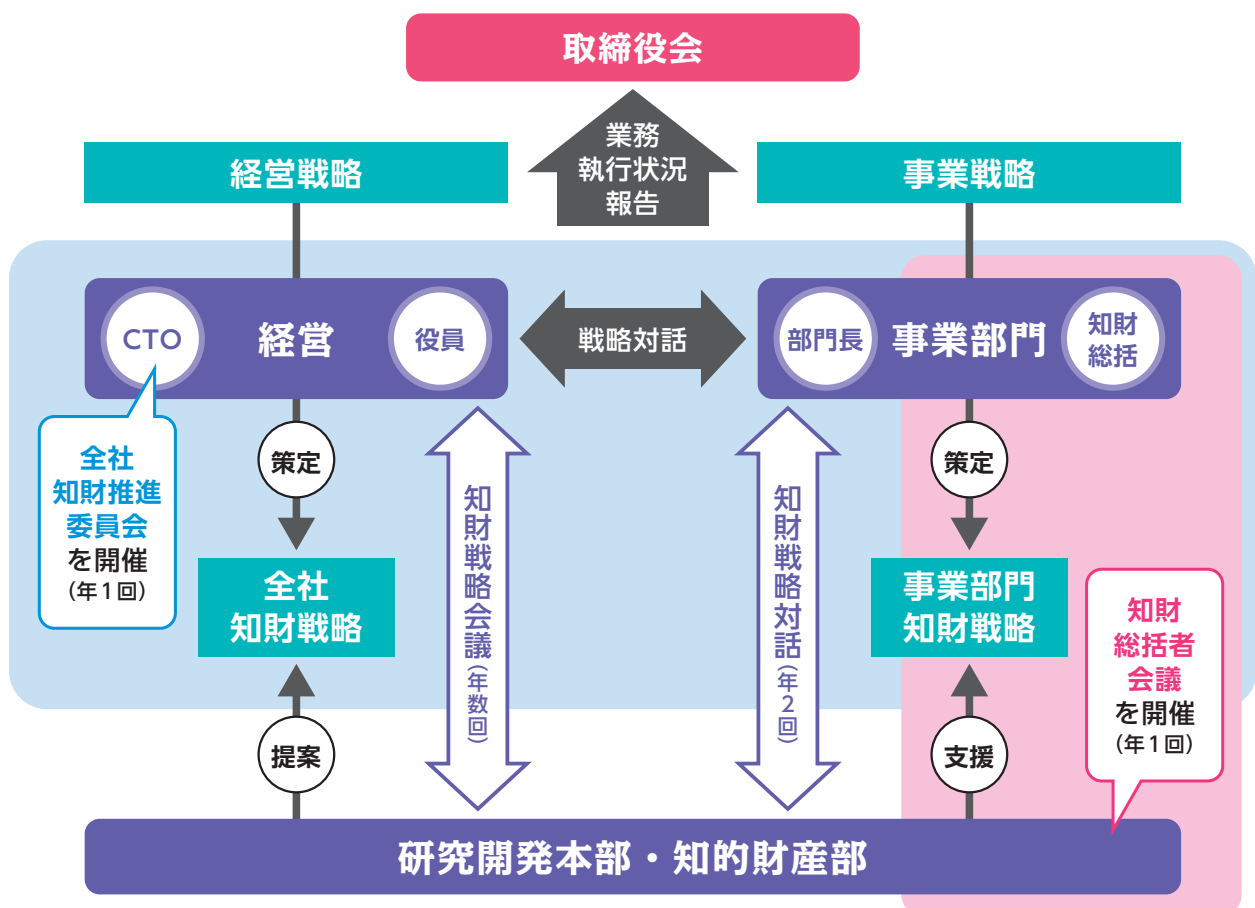 取締役会
業務
執行状況
報告
経営戦略
事業戦略
CTO
経営
役員
戦略対話
部門長
事業部門
知財
総括
全社
知財推進
委員会
を開催
(年1回)
策定
知財戦略会議(年数回)
知財戦略対話(年2回)
策定
全社
知財戦略
事業部門
知財戦略
知財
総括者
会議
を開催
(年1回)
提案
支援
研究開発本部・知的財産部